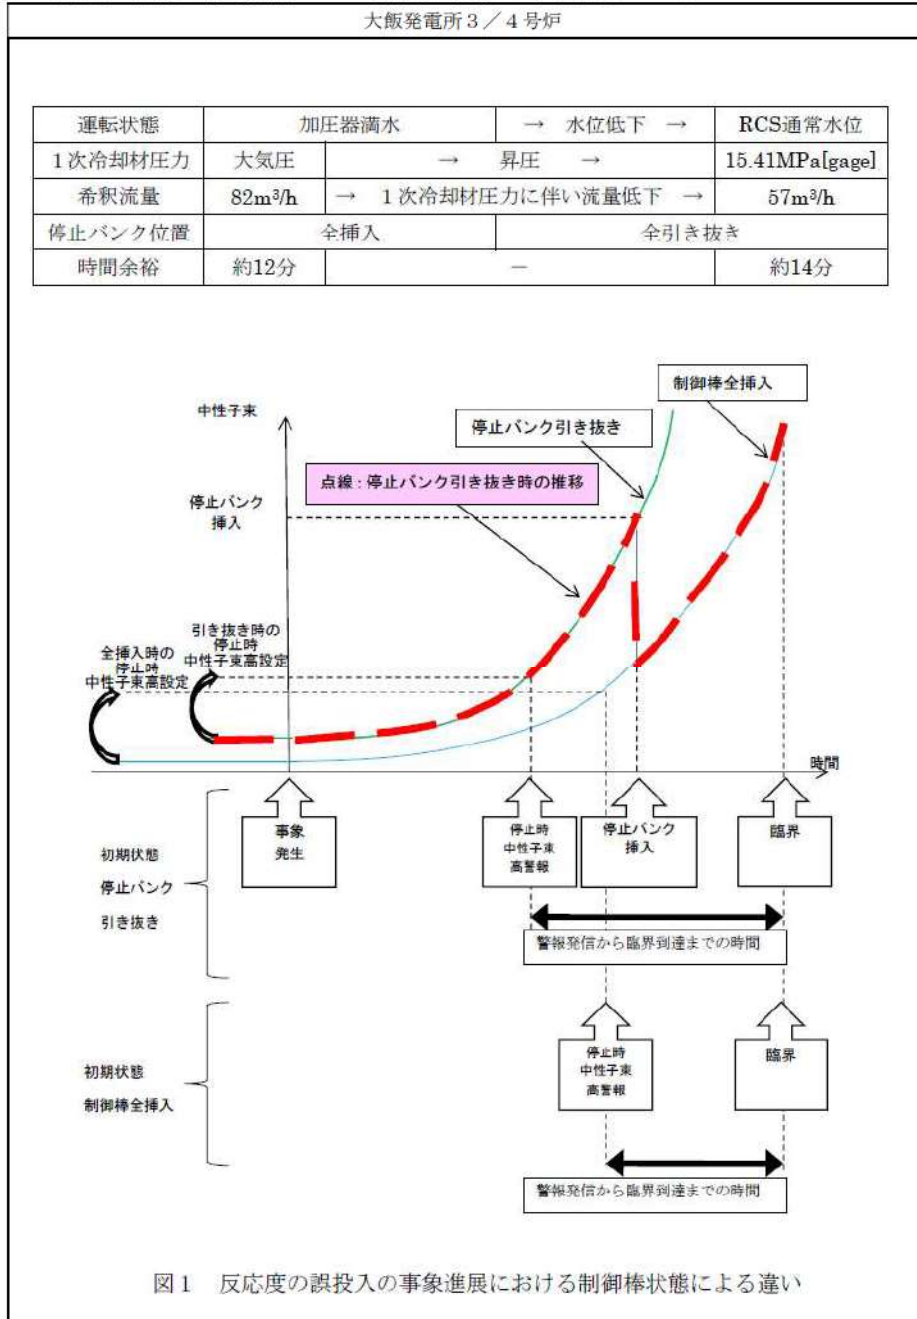 大飯発電所3／4号炉
運転状態 加圧器満水 → 水位低下 → RCS通常水位
1次冷却材圧力 大気圧 → 昇圧 → 15.41MPa[gage]
希釈流量 82m³/h → 1次冷却材圧力に伴い流量低下 → 57m³/h
停止バンク位置 全挿入 全引き抜き
時間余裕 約12分 － 約14分
制御棒全挿入
中性子束
停止バンク引き抜き
点線：停止バンク引き抜き時の推移
停止バンク
挿入
引き抜き時の
停止時
中性子束高設定
全挿入時の
停止時
中性子束高設定
時間
事象
発生
停止時
中性子束
高警報
停止バンク
挿入
臨界
初期状態
停止バンク
引き抜き
警報発信から臨界到達までの時間
停止時
中性子束
高警報
臨界
初期状態
制御棒全挿入
警報発信から臨界到達までの時間
図1 反応度の誤投入の事象進展における制御棒状態による違い